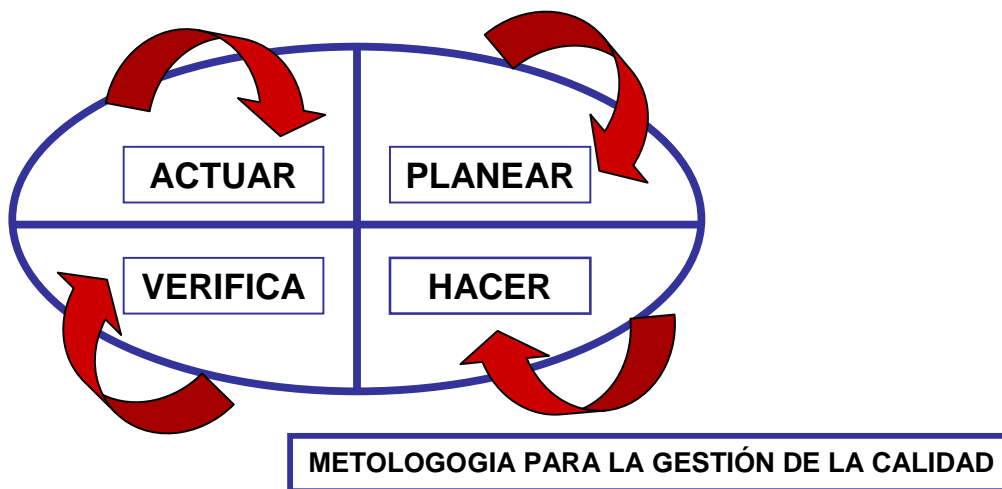 ACTUAR
PLANEAR
VERIFICA
HACER
METOLOGOGIA PARA LA GESTIÓN DE LA CALIDAD